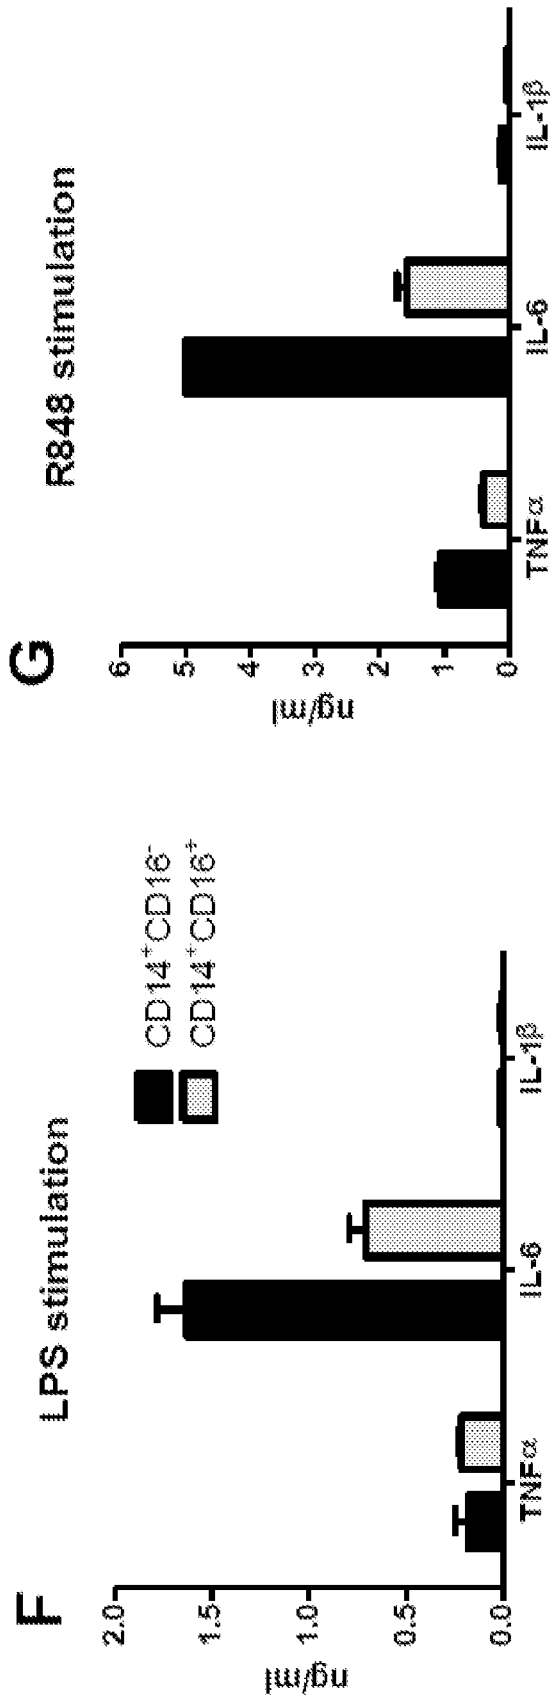 F
LPS stimulation
CD14⁺CD16⁻
CD14⁺CD16⁺
ng/ml
2.0
1.5
1.0
0.5
0.0
TNFα
IL-6
IL-1β
G
R848 stimulation
ng/ml
6
5
4
3
2
1
0
TNFα
IL-6
IL-1β